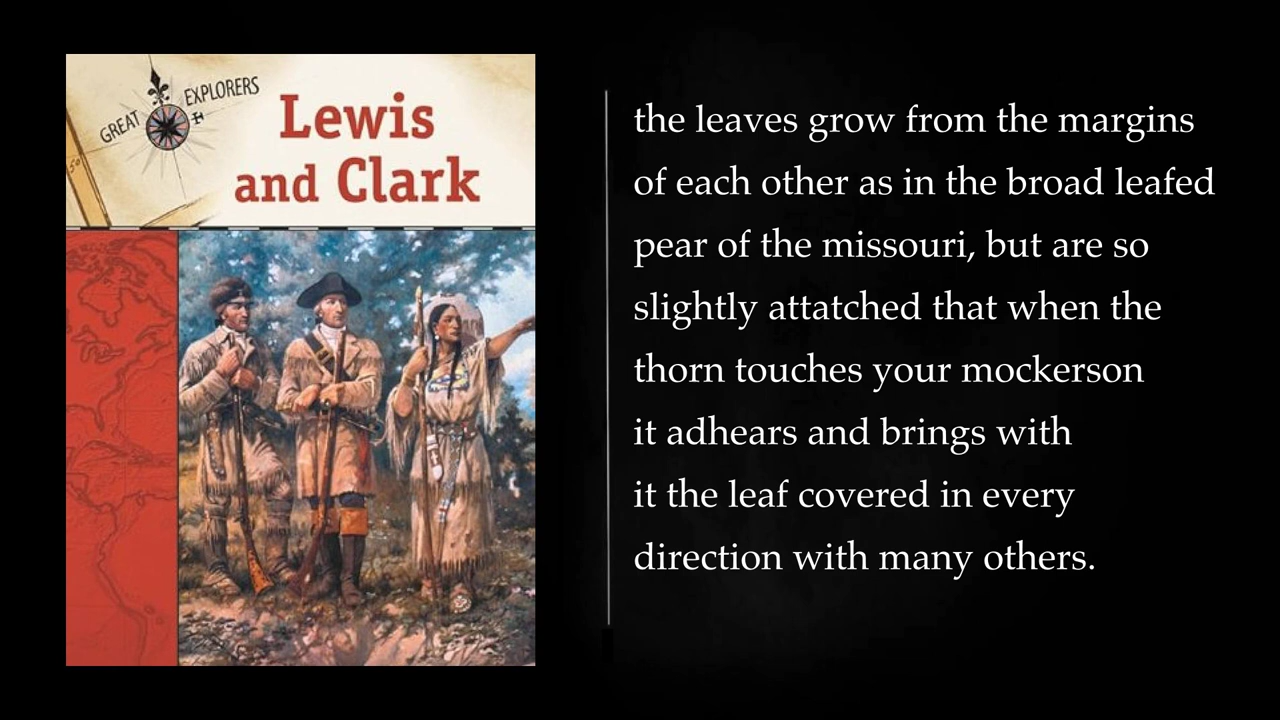 GREAT EXPLORERS
Lewis
and Clark
the leaves grow from the margins
of each other as in the broad leafed
pear of the missouri, but are so
slightly attatched that when the
thorn touches your mockerson
it adhears and brings with
it the leaf covered in every
direction with many others.